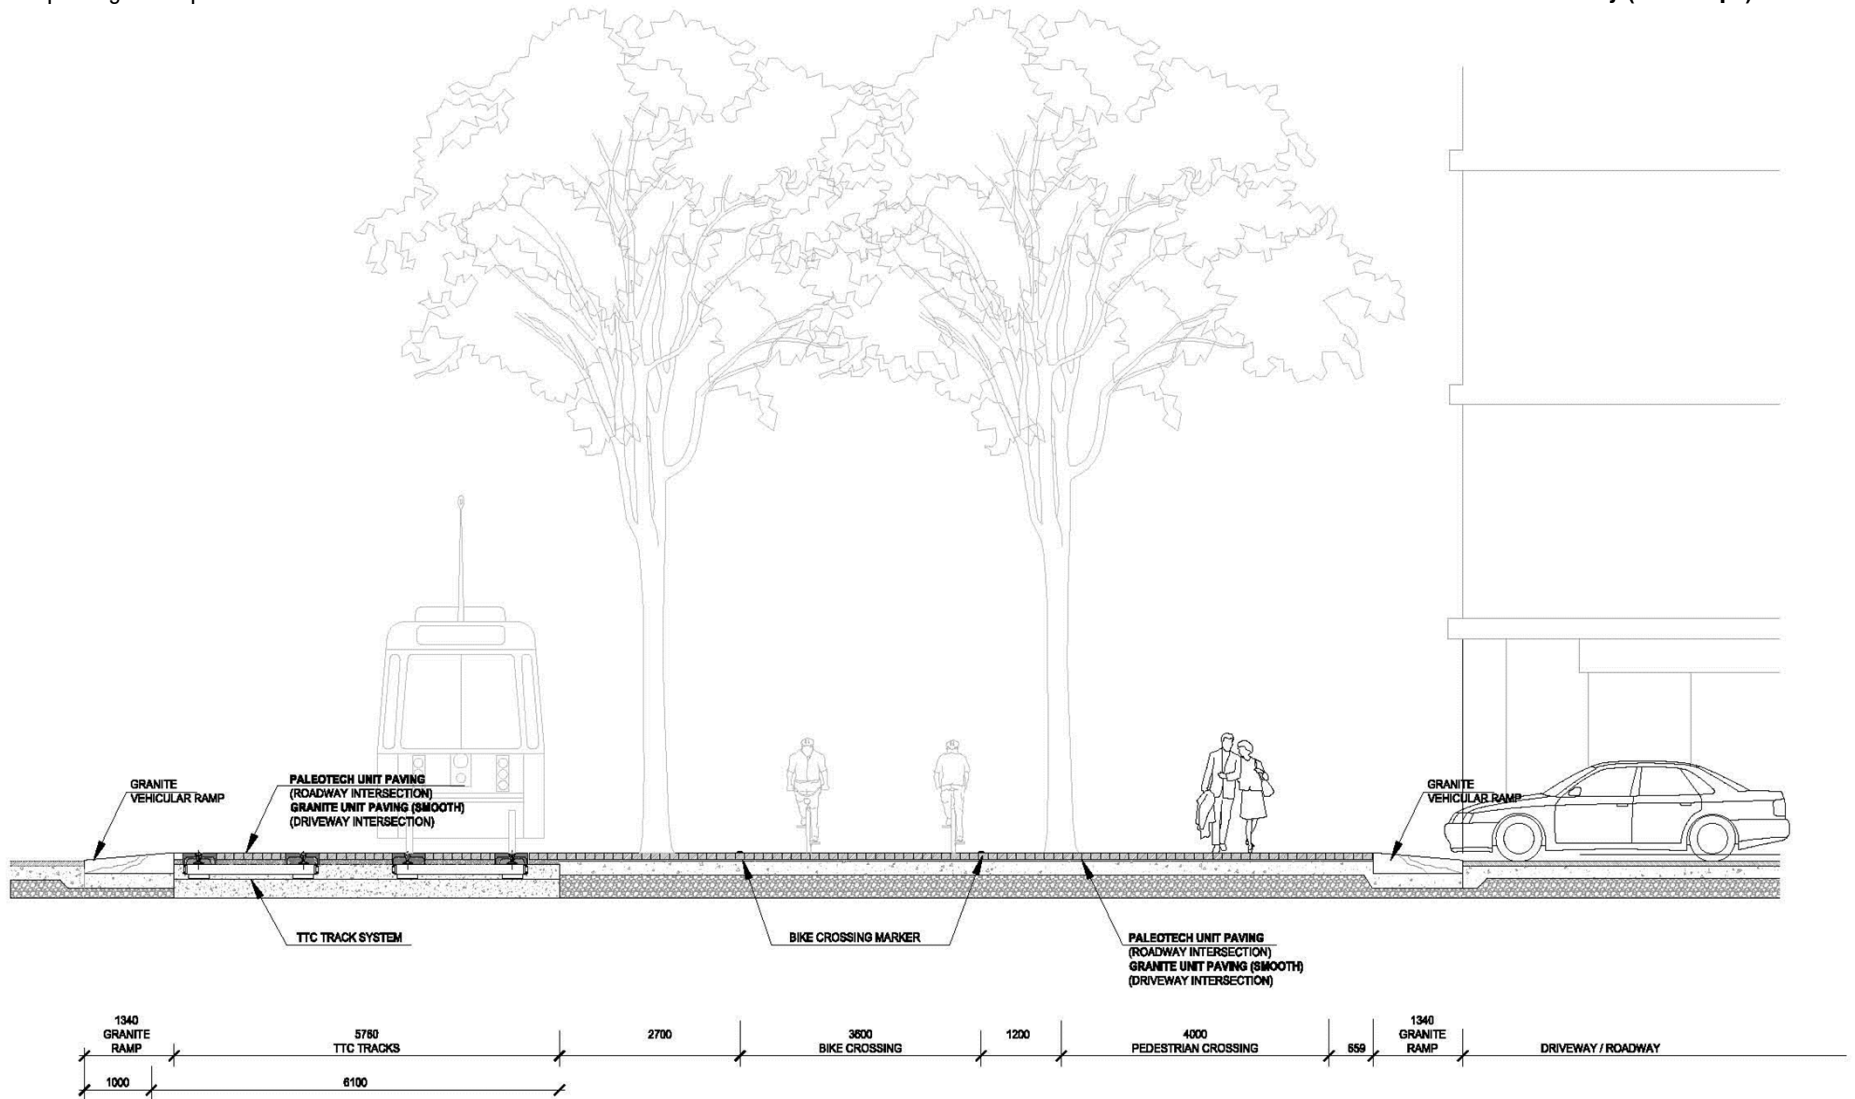 GRANITE
VEHICULAR RAMP
PALEOTECH UNIT PAVING
(ROADWAY INTERSECTION)
GRANITE UNIT PAVING (SMOOTH)
(DRIVEWAY INTERSECTION)
GRANITE
VEHICULAR RAMP
TTC TRACK SYSTEM
BIKE CROSSING MARKER
PALEOTECH UNIT PAVING
(ROADWAY INTERSECTION)
GRANITE UNIT PAVING (SMOOTH)
(DRIVEWAY INTERSECTION)
1340
GRANITE
RAMP
5760
TTC TRACKS
2700
3600
BIKE CROSSING
1200
4000
PEDESTRIAN CROSSING
659
1340
GRANITE
RAMP
DRIVEWAY / ROADWAY
1000
6100